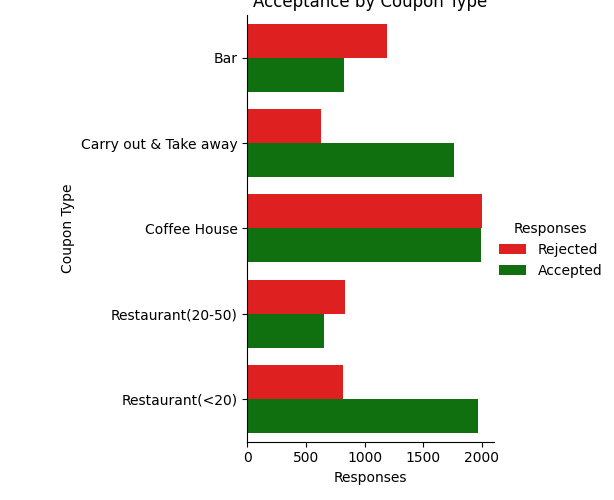 Acceptance by Coupon Type
Bar
Carry out & Take away
Coffee House
Restaurant(20-50)
Restaurant(<20)
Coupon Type
0 500 1000 1500 2000
Responses
Responses
Rejected
Accepted